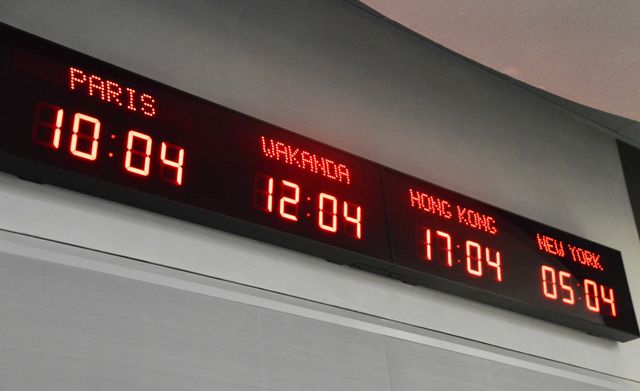 PARIS
10:04
WAKANDA
12:04
HONG KONG
17:04
NEW YORK
05:04